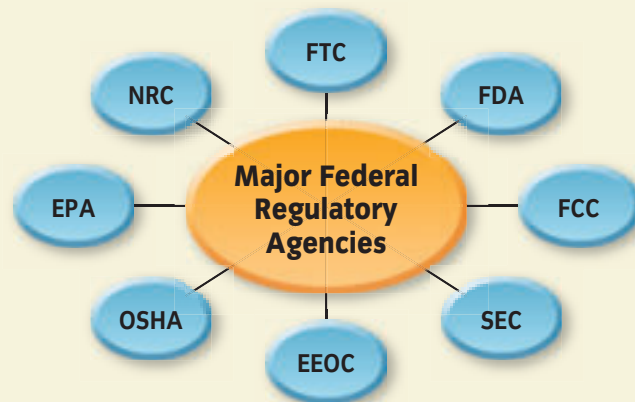 FTC
NRC
FDA
Major Federal
Regulatory
Agencies
EPA
FCC
OSHA
SEC
EEOC